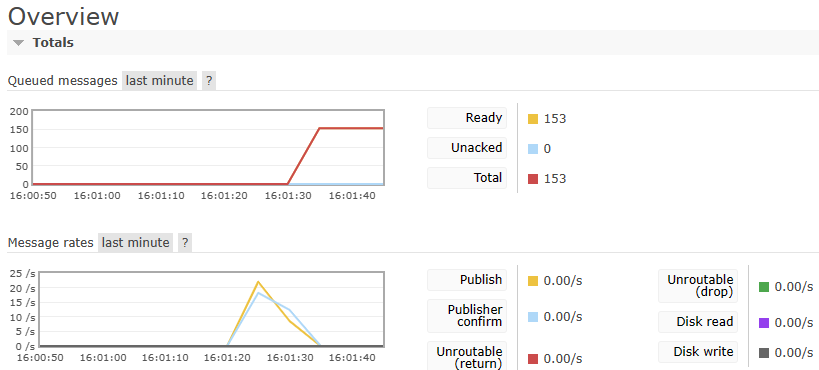 Overview
Totals
Queued messages last minute ?
200
150
100
50
0
16:00:50 16:01:00 16:01:10 16:01:20 16:01:30 16:01:40
Ready 153
Unacked 0
Total 153
Message rates last minute ?
25 /s
20 /s
15 /s
10 /s
5 /s
0 /s
16:00:50 16:01:00 16:01:10 16:01:20 16:01:30 16:01:40
Publish 0.00/s
Publisher
confirm 0.00/s
Unroutable
(return) 0.00/s
Unroutable
(drop) 0.00/s
Disk read 0.00/s
Disk write 0.00/s